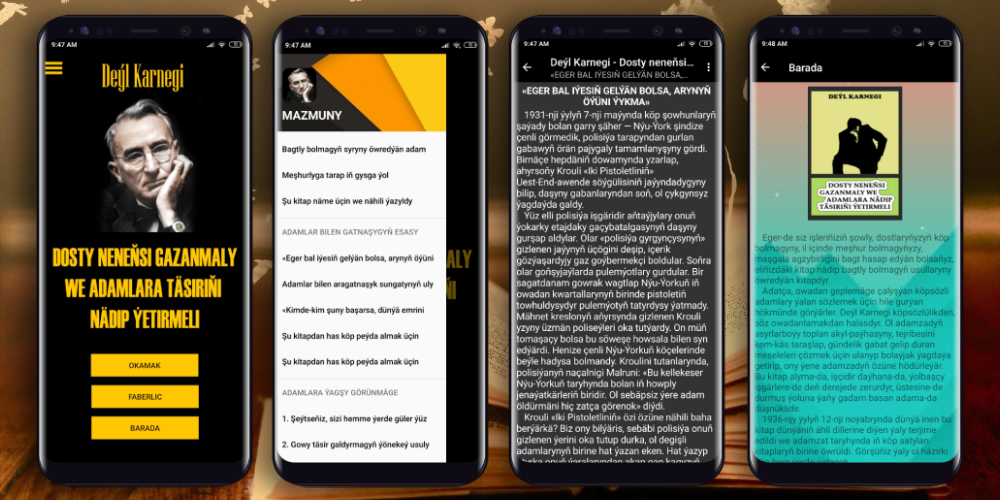 9:47 AM
Deýl Karnegi
DOSTY NENEŇSI GAZANMALY
WE ADAMLARA TÄSIRIŇI
NÄDIP ÝETIRMELI
OKAMAK
FABERLIC
BARADA
9:47 AM
MAZMUNY
Bagtly bolmagyň syryny öwredýän adam
Meşhurlyga tarap iň gysga ýol
Şu kitap näme üçin we nähili ýazyldy
ADAMLAR BILEN GATNAŞYGYŇ ESASY
«Eger bal iýesiň gelýän bolsa, arynyň öýüni
Adamlar bilen aragatnaşyk sungatynyň uly
«Kimde-kim şuny başarsa, dünýä emrini
Şu kitapdan has köp peýda almak üçin
Şu kitapdan has köp peýda almak üçin
ADAMLARA ÝAGŞY GÖRÜNMÄGE
1. Şeýtseňiz, sizi hemme ýerde güler ýüz
2. Gowy täsir galdyrmagyň ýönekeý usuly
9:47 AM
Deýl Karnegi - Dosty neneňsi...
«EGER BAL IÝESIŇ GELÝÄN BOLSA,...
«EGER BAL IÝESIŇ GELÝÄN BOLSA, ARYNYŇ
ÖÝÜNI ÝYKMA»
1931-nji ýylyň 7-nji maýynda köp şowhunlaryň
şaýady bolan garry şäher — Nýu-York şindize
çenli görmedik, polisiýa tarapyndan gurlan
gabawyň örän pajygaly tamamlanyşyny gördi.
Birnäçe hepdäniň dowamynda yzarlap,
ahyrsoňy Krouli «Iki Pistoletliniň»
Uest-End-awende söýgülisiniň jaýyndadygyny
bilip, daşyny gabanlaryndan soň, ol çykgynsyz
ýagdaýda galdy.
Ýüz elli polisiýa işgäridir aňtaýjylary onuň
ýokarky etajdaky gaçybatalgasynyň daşyny
gurşap aldylar. Olar «polisiýa gyrgynçysynyň»
gizlenen jaýynyň üçögini deşip, içerik
gözýaşardyjy gaz goýbermekçi boldular. Soňra
olar goňşyjaýlarda pulemýotlary gurdular. Bir
sagatdanam gowrak wagtlap Nýu-Yorkuň iň
owadan kwartallarynyň birinde pistoletiň
towhuldysydyr pulemýotuň tatyrdysy ýetmady.
Mähnet kreslonyň aňyrsynda gizlenen Krouli
yzyny üzmän poliseýleri oka tutýardy. On müň
tomaşaçy bolsa bu söweşe howsala bilen syn
edýärdi. Henize çenli Nýu-Yorkuň köçelerinde
beýle hadysa bolmandy. Kroulini tutanlarynda,
polisiýanyň naçalnigi Malruni: «Bu kellekeser
Nýu-Yorkuň taryhynda bolan iň howply
jenaýatkärleriň biridir. Ol sebäpsiz ýere adam
öldürmäni hiç zatça görenok» diýdi.
Krouli «Iki Pistoletliniň» özi özüne nähili baha
berýärkä? Biz ony bilýäris, sebäbi polisiýa onuň
gizlenen ýerini oka tutup durka, ol degişli
adamlarynyň birine hat ýazan eken. Hat ýazyp
9:48 AM
Barada
DEÝL KARNEGI
DOSTY NENEŇSI
GAZANMALY WE
ADAMLARA NÄDIP
TÄSIRIŇI ÝETIRMELI
Eger-de siz işleriňiziň şowly, dostlaryňyzyň köp
bolmagyny, il içinde meşhur bolmagyňyzy,
maşgala agzybirligini bagt hasap edýän bolsaňyz,
eliňizdäki kitap nädip bagtly bolmagyň usullaryny
öwredýän kitapdyr.
Adatça, owadan geplemäge çalyşýan köpsözli
adamlary ýalan sözlemek üçin hile gurýan
hökmünde görýärler. Deýl Karnegi köpsözlülikden,
söz owadanlamakdan halasdyr. Ol adamzadyň
asyrlarboýy toplan akyl-paýhasyny, tejribesini
kem-käs taraşlap, gündelik gabat gelip duran
meseleleri çözmek üçin ulanyp bolaýjak ýagdaýa
getirip, ony ýene adamzadyň özüne hödürleýär.
Bu kitap alyma-da, işçidir daýhana-da, ýolbaşçy
işgärlere-de deň derejede zerurdyr, üstesine-de
durmuş ýoluna ýaňy gadam basan adama-da
düşnüklidir.
1936-njy ýylyň 12-nji noýabrynda dünýä inen bu
kitap dünýäniň ähli dillerine diýen ýaly terjime
edildi we adamzat taryhynda iň köp satylan
kitaplaryň birine öwrüldi. Görşüňiz ýaly ol häzirki